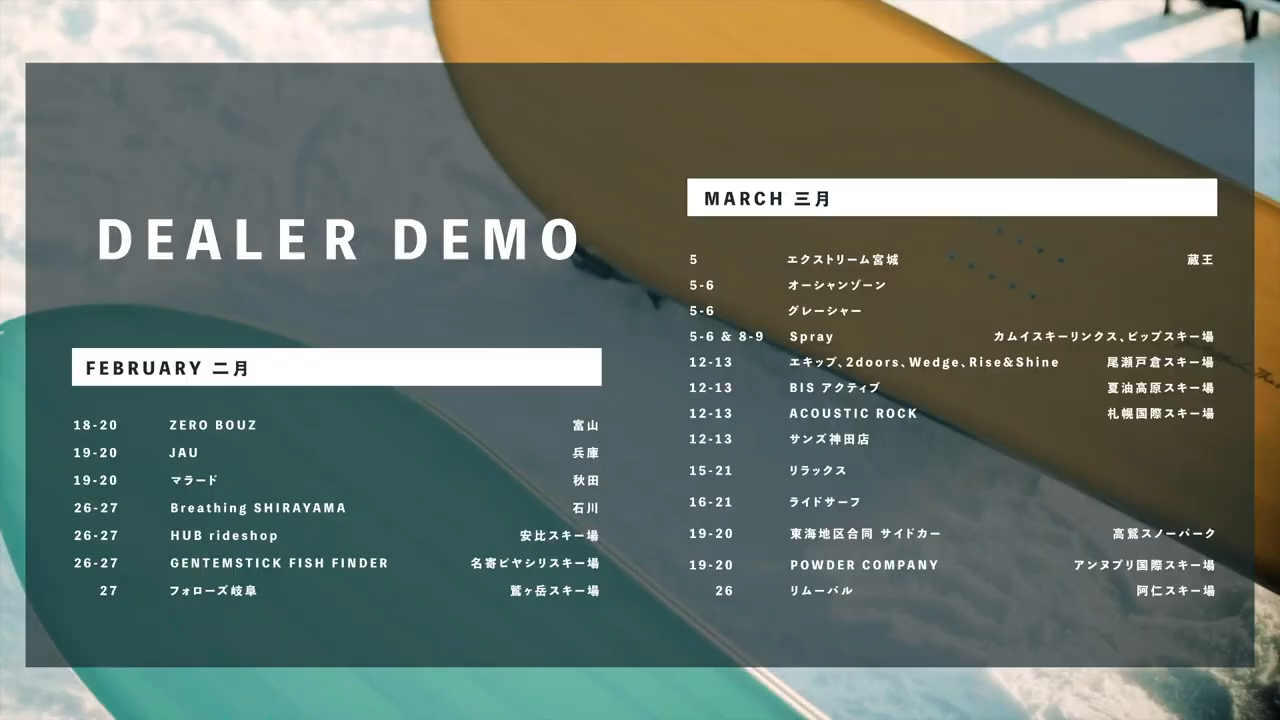 DEALER DEMO
FEBRUARY 二月
19-20 ZERO BOUZ 富山
18-20
19-20 JAU 兵庫
19-20 マラード 秋田
26-27 Breathing SHIRAYAMA 石川
26-27 HUB rideshop 安比スキー場
26-27 GENTEMSTICK FISH FINDER 名寄ピヤシリスキー場
27 フォローズ岐阜 鷲ヶ岳スキー場
MARCH 三月
5 エクストリーム宮城 蔵王
5-6 オーシャンゾーン
5-6 グレーシャー
5-6 & 8-9 Spray カムイスキーリンクス、ピップスキー場
12-13 エキップ、2doors、Wedge、Rise&Shine 尾瀬戸倉スキー場
12-13 BIS アクティブ 夏油高原スキー場
12-13 ACOUSTIC ROCK 札幌国際スキー場
12-13 サンズ神田店
15-21 リラックス
16-21 ライドサーフ
19-20 東海地区合同 サイドカー 高鷲スノーパーク
19-20 POWDER COMPANY アンヌプリ国際スキー場
26 リムーバル 阿仁スキー場